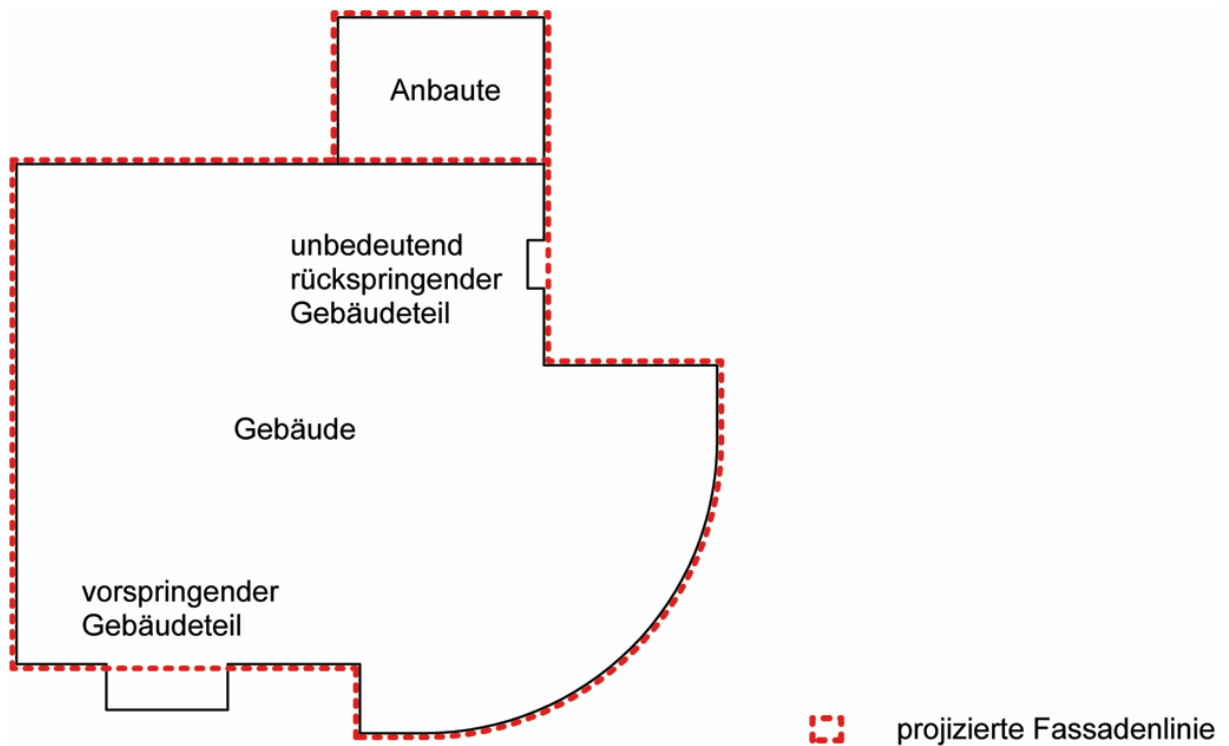 Anbaute
unbedeutend
rückspringender
Gebäudeteil
Gebäude
vorspringender
Gebäudeteil
projizierte Fassadenlinie